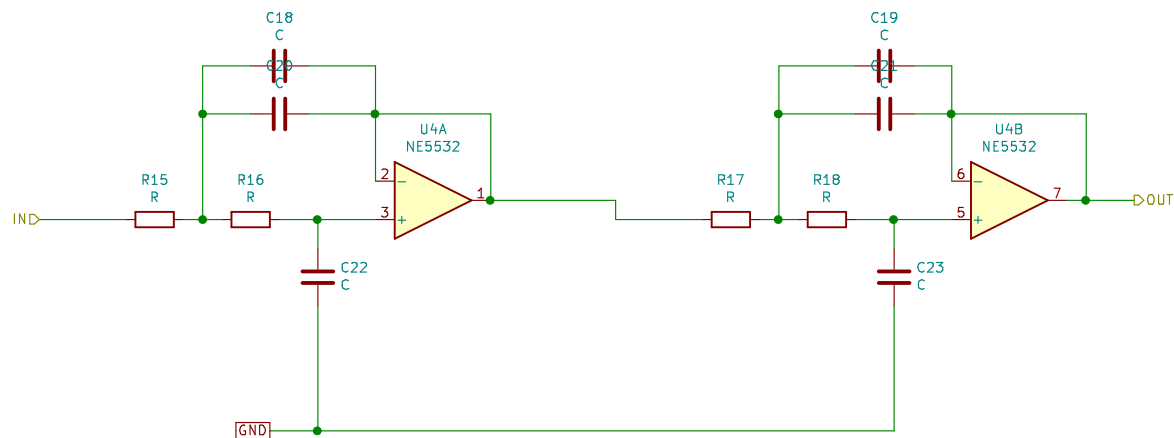 C18
C
C20
C
U4A
NE5532
2
3
1
R15
R
R16
R
IN
C22
C
GND
C19
C
C21
C
U4B
NE5532
6
5
7
R17
R
R18
R
OUT
C23
C